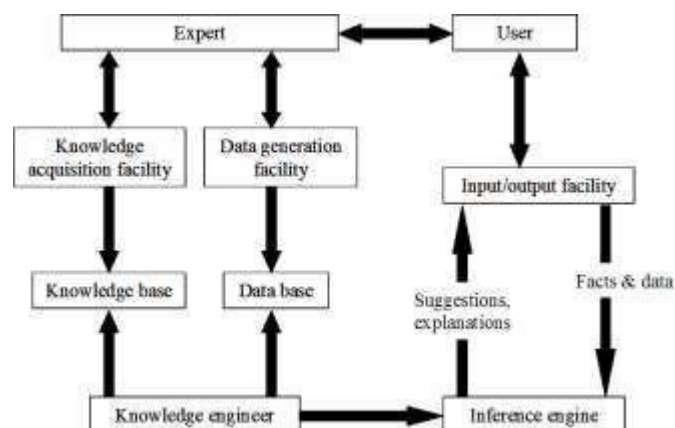 Expert
User
Knowledge
acquisition facility
Data generation
facility
Input/output facility
Knowledge base
Data base
Suggestions,
explanations
Facts & data
Knowledge engineer
Inference engine